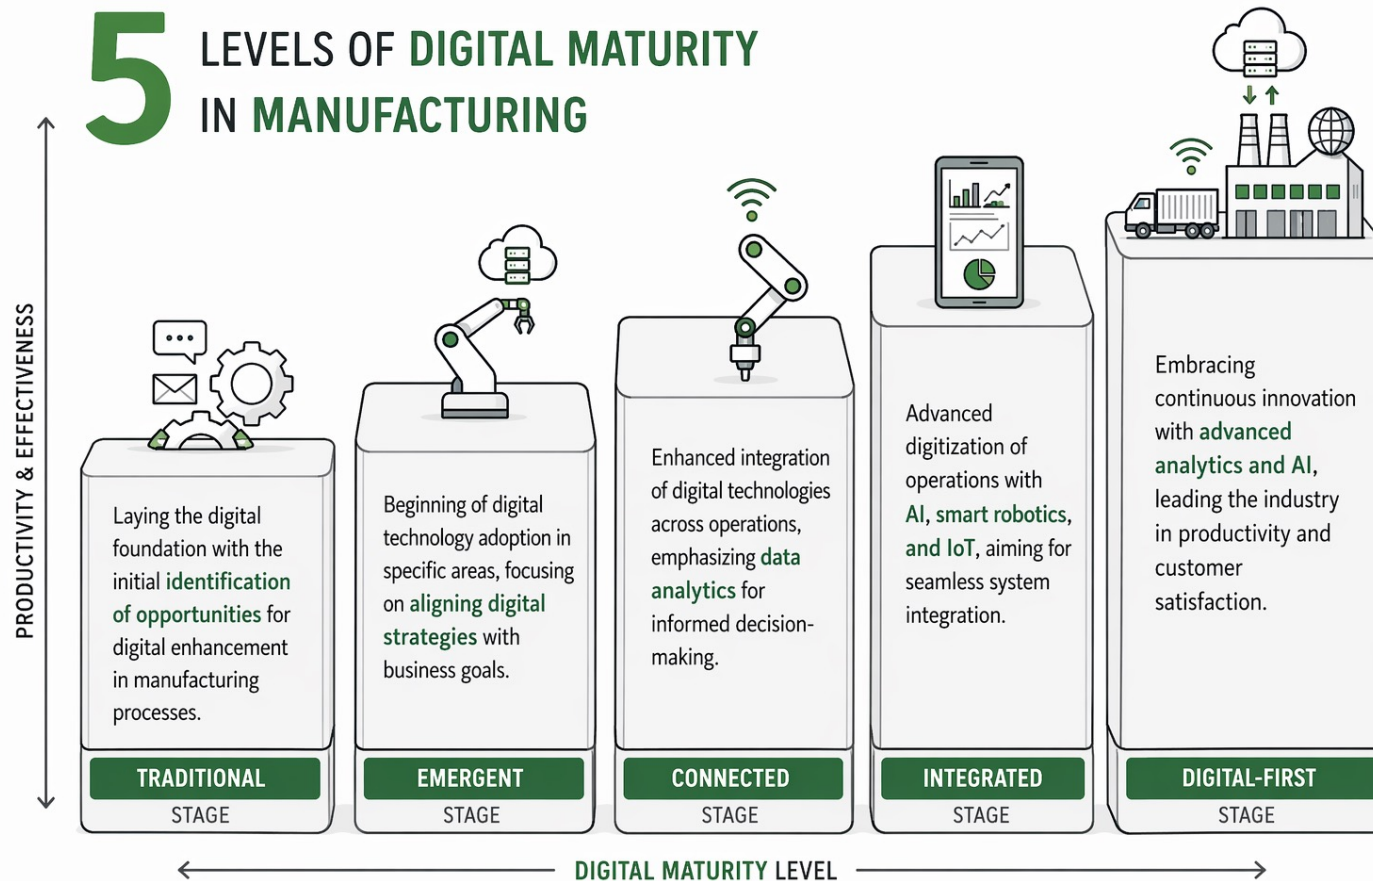 5
LEVELS OF DIGITAL MATURITY
IN MANUFACTURING
PRODUCTIVITY & EFFECTIVENESS
Laying the digital
foundation with the
initial identification
of opportunities for
digital enhancement
in manufacturing
processes.
TRADITIONAL
STAGE
Beginning of digital
technology adoption in
specific areas, focusing
on aligning digital
strategies with
business goals.
EMERGENT
STAGE
Enhanced integration
of digital technologies
across operations,
emphasizing data
analytics for
informed decision-
making.
CONNECTED
STAGE
Advanced
digitization of
operations with
AI, smart robotics,
and IoT, aiming for
seamless system
integration.
INTEGRATED
STAGE
Embracing
continuous innovation
with advanced
analytics and AI,
leading the industry
in productivity and
customer
satisfaction.
DIGITAL-FIRST
STAGE
DIGITAL MATURITY LEVEL